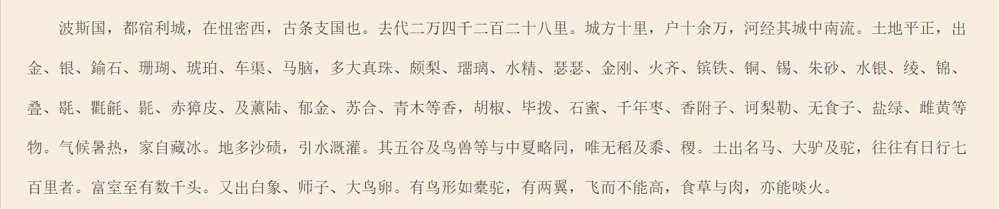 波斯国，都宿利城，在忸密西，古条支国也。去代二万四千二百二十八里。城方十里，户十余万，河经其城中南流。土地平正，出
金、银、鍮石、珊瑚、琥珀、车渠、马脑，多大真珠、颇梨、瑠璃、水精、瑟瑟、金刚、火齐、镔铁、铜、锡、朱砂、水银、绫、锦、
叠、毼、氍毹、毾、赤獐皮、及薰陆、郁金、苏合、青木等香，胡椒、毕拨、石蜜、千年枣、香附子、诃梨勒、无食子、盐绿、雌黄等
物。气候暑热，家自藏冰。地多沙碛，引水溉灌。其五谷及鸟兽等与中夏略同，唯无稻及黍、稷。土出名马、大驴及驼，往往有日行七
百里者。富室至有数千头。又出白象、师子、大鸟卵。有鸟形如橐驼，有两翼，飞而不能高，食草与肉，亦能啖火。